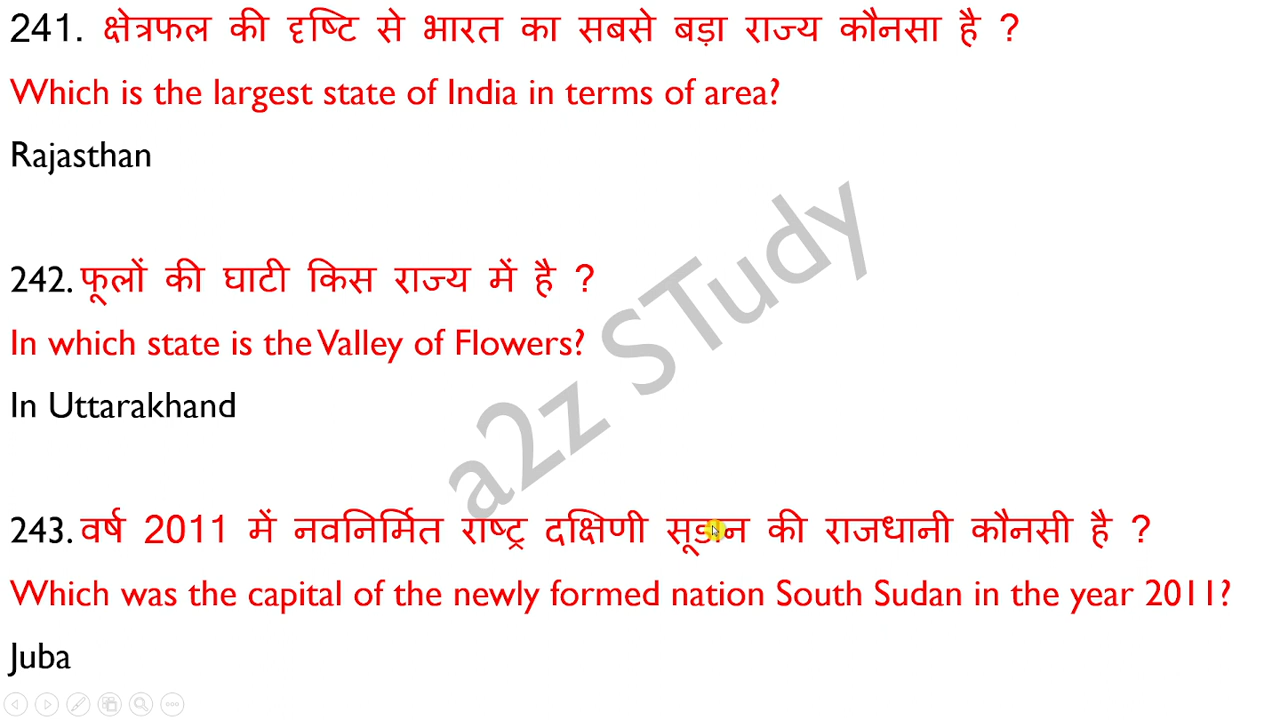 241. क्षेत्रफल की दृष्टि से भारत का सबसे बड़ा राज्य कौनसा है ?
Which is the largest state of India in terms of area?
Rajasthan
242. फूलों की घाटी किस राज्य में है ?
In which state is the Valley of Flowers?
In Uttarakhand
a2z STudy
243. वर्ष 2011 में नवनिर्मित राष्ट्र दक्षिणी सूडान की राजधानी कौनसी है ?
Which was the capital of the newly formed nation South Sudan in the year 2011?
Juba